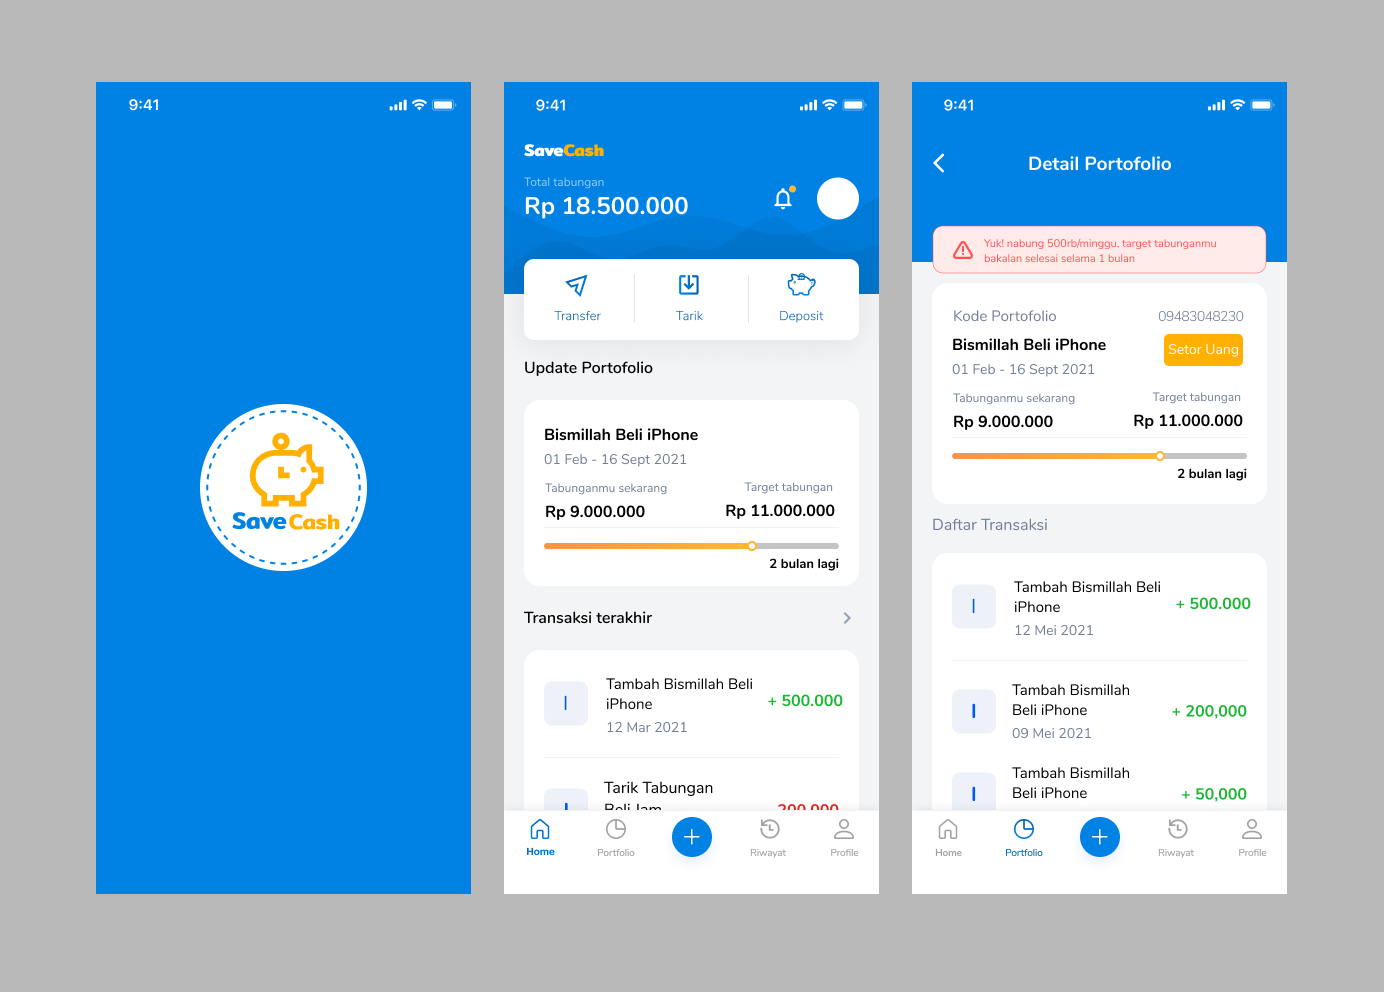 9:41
SaveCash
9:41
SaveCash
Total tabungan
Rp 18.500.000
Transfer
Tarik
Deposit
Update Portofolio
Bismillah Beli iPhone
01 Feb - 16 Sept 2021
Tabunganmu sekarang
Target tabungan
Rp 9.000.000
Rp 11.000.000
2 bulan lagi
Transaksi terakhir
I
Tambah Bismillah Beli
iPhone
+ 500.000
12 Mar 2021
I
Tarik Tabungan
Beli Jam
200.000
Home
Portfolio
Riwayat
Profile
9:41
Detail Portofolio
Yuk! nabung 500rb/minggu, target tabunganmu
bakalan selesai selama 1 bulan
Kode Portofolio
09483048230
Bismillah Beli iPhone
Setor Uang
01 Feb - 16 Sept 2021
Tabunganmu sekarang
Target tabungan
Rp 9.000.000
Rp 11.000.000
2 bulan lagi
Daftar Transaksi
I
Tambah Bismillah Beli
iPhone
+ 500.000
12 Mei 2021
I
Tambah Bismillah
Beli iPhone
+ 200,000
09 Mei 2021
I
Tambah Bismillah
Beli iPhone
+ 50,000
Home
Portfolio
Riwayat
Profile